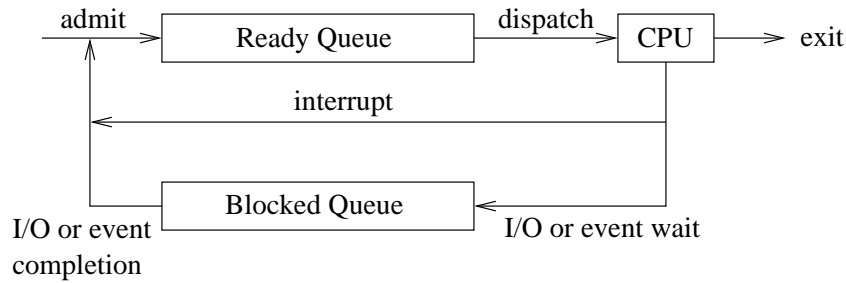 admit
Ready Queue
dispatch
CPU
exit
interrupt
Blocked Queue
I/O or event
completion
I/O or event wait